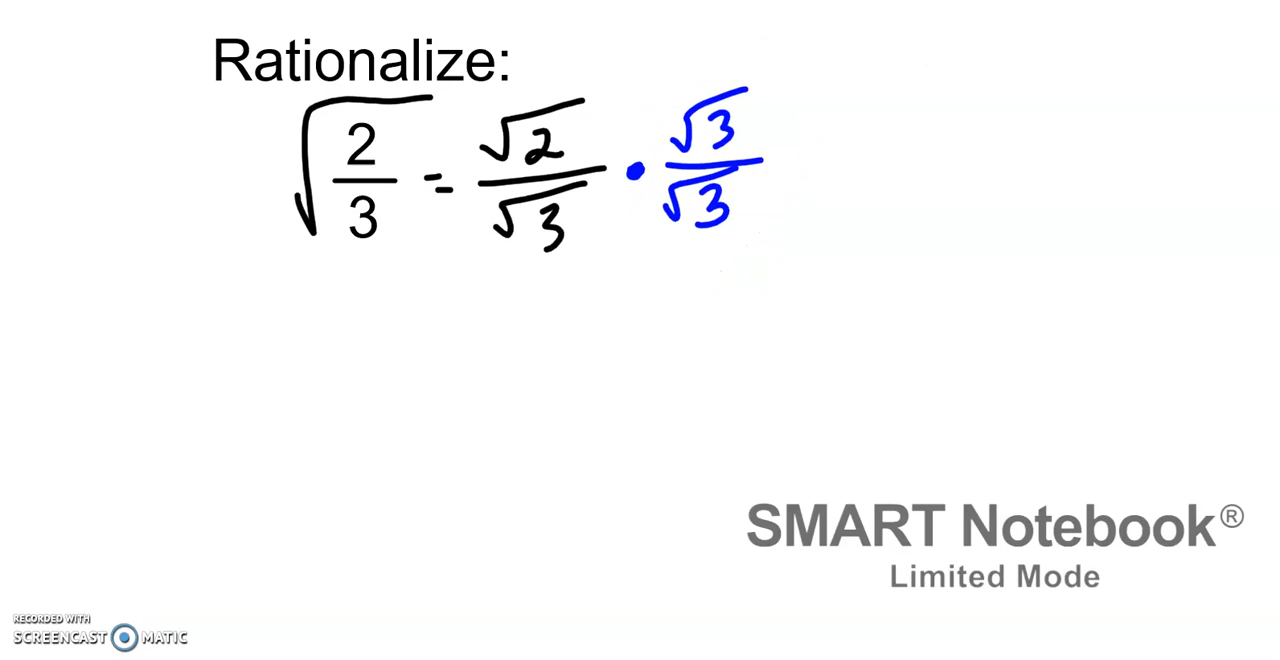 Rationalize:
√(2/3) = √2/√3 • √3/√3
SMART Notebook®
Limited Mode
RECORDED WITH
SCREENCAST MATIC